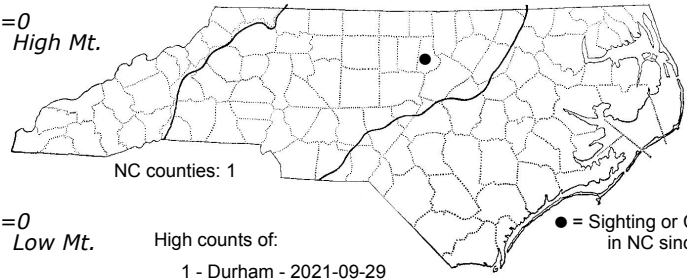 =0
High Mt.
NC counties: 1
=0
Low Mt.
High counts of:
1 - Durham - 2021-09-29
● = Sighting or
in NC